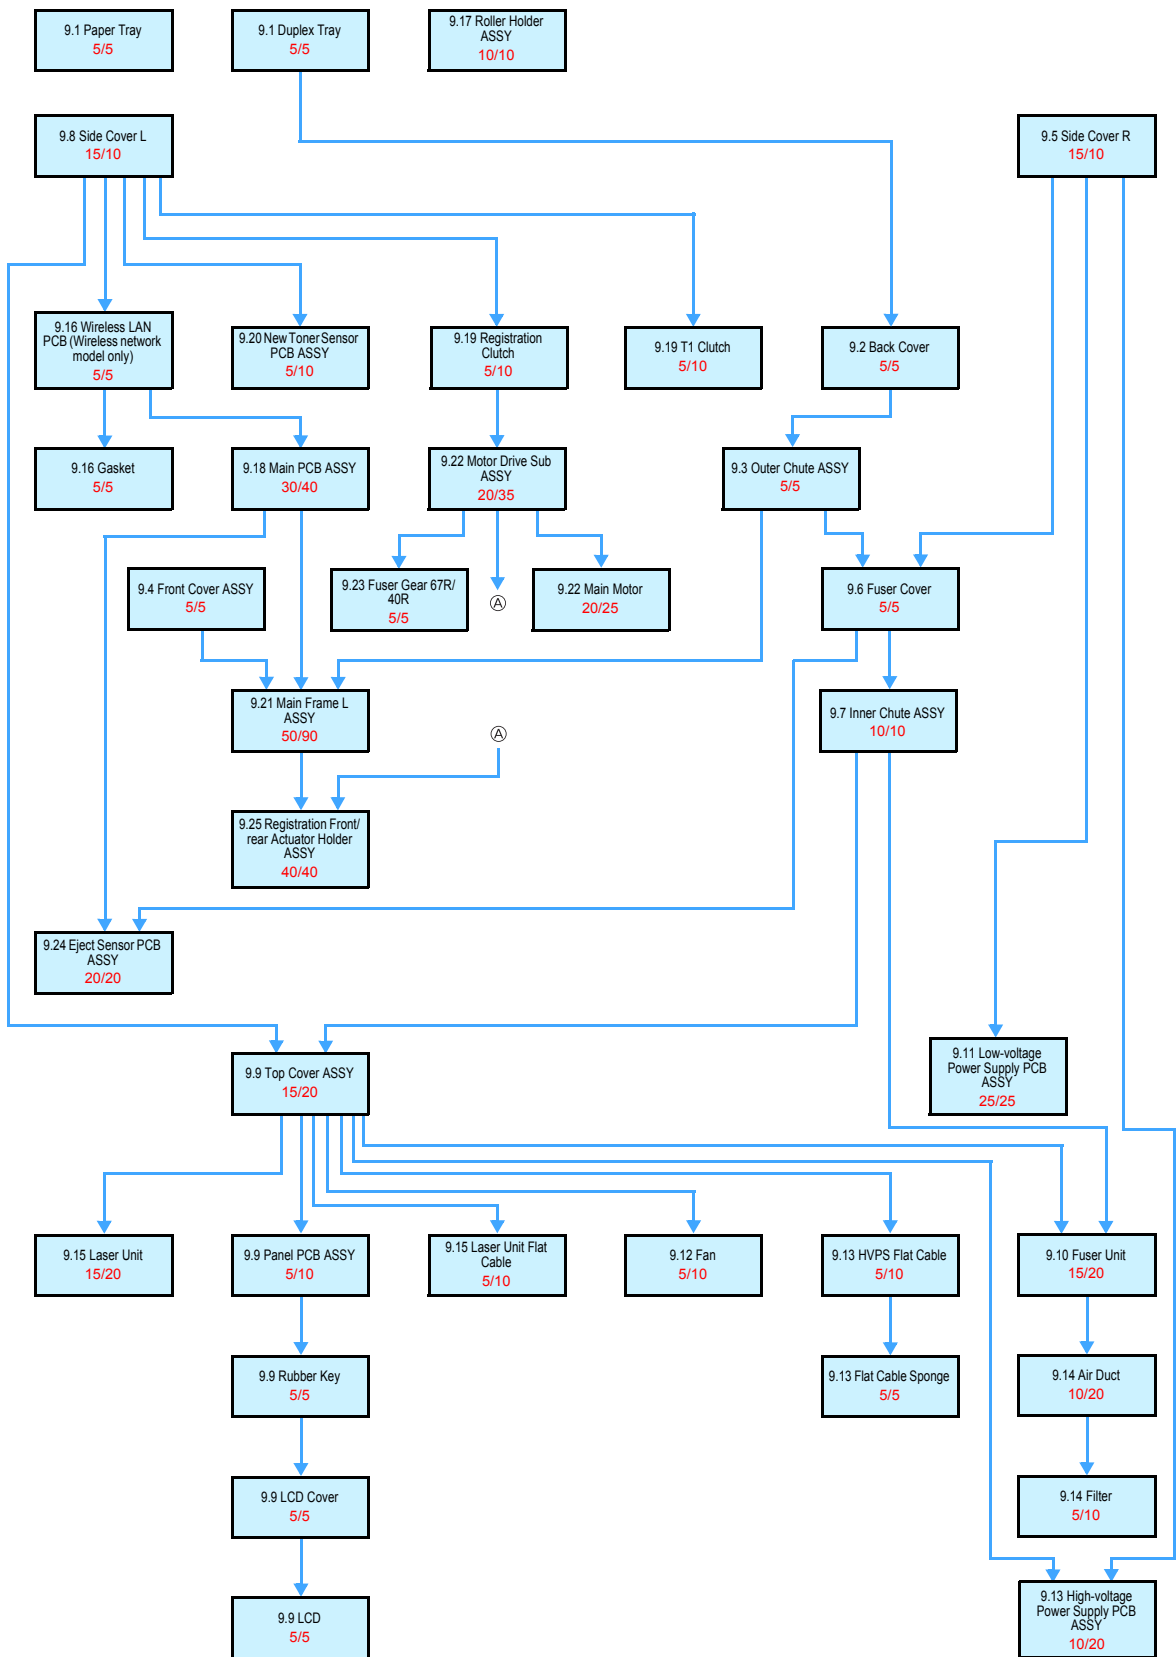 9.1 Paper Tray
5/5
9.1 Duplex Tray
5/5
9.17 Roller Holder
ASSY
10/10
9.8 Side Cover L
15/10
9.5 Side Cover R
15/10
9.16 Wireless LAN
PCB (Wireless network
model only)
5/5
9.20 New Toner Sensor
PCB ASSY
5/10
9.19 Registration
Clutch
5/10
9.19 T1 Clutch
5/10
9.2 Back Cover
5/5
9.16 Gasket
5/5
9.18 Main PCB ASSY
30/40
9.22 Motor Drive Sub
ASSY
20/35
9.3 Outer Chute ASSY
5/5
9.4 Front Cover ASSY
5/5
9.23 Fuser Gear 67R/
40R
5/5
Ⓐ
9.22 Main Motor
20/25
9.6 Fuser Cover
5/5
9.21 Main Frame L
ASSY
50/90
Ⓐ
9.7 Inner Chute ASSY
10/10
9.25 Registration Front/
rear Actuator Holder
ASSY
40/40
9.24 Eject Sensor PCB
ASSY
20/20
9.9 Top Cover ASSY
15/20
9.11 Low-voltage
Power Supply PCB
ASSY
25/25
9.15 Laser Unit
15/20
9.9 Panel PCB ASSY
5/10
9.15 Laser Unit Flat
Cable
5/10
9.12 Fan
5/10
9.13 HVPS Flat Cable
5/10
9.10 Fuser Unit
15/20
9.9 Rubber Key
5/5
9.13 Flat Cable Sponge
5/5
9.14 Air Duct
10/20
9.9 LCD Cover
5/5
9.14 Filter
5/10
9.9 LCD
5/5
9.13 High-voltage
Power Supply PCB
ASSY
10/20